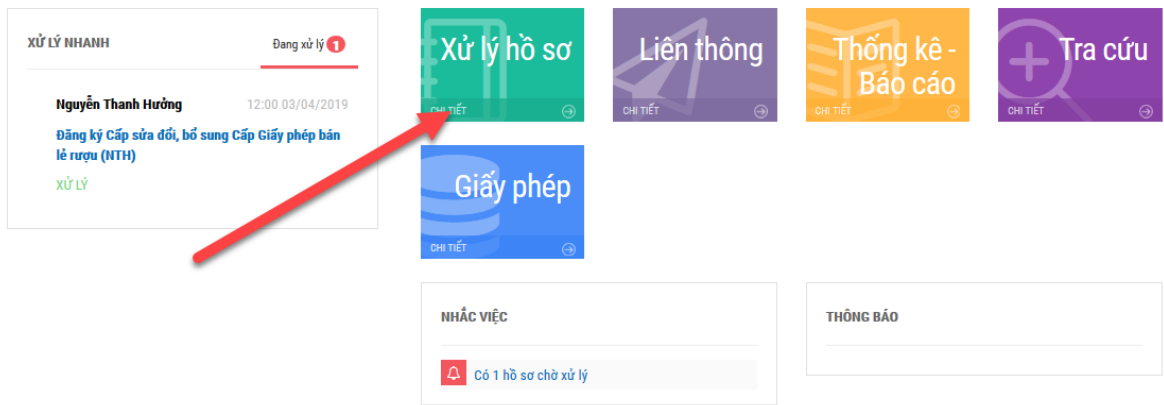 XỬ LÝ NHANH
Đang xử lý 1
Nguyễn Thanh Hưởng
12:00 03/04/2019
Đăng ký Cấp sửa đổi, bổ sung Cấp Giấy phép bán
lẻ rượu (NTH)
XỬ LÝ
Xử lý hồ sơ
CHI TIẾT
Liên thông
CHI TIẾT
Thống kê -
Báo cáo
CHI TIẾT
Tra cứu
CHI TIẾT
Giấy phép
CHI TIẾT
NHẮC VIỆC
Có 1 hồ sơ chờ xử lý
THÔNG BÁO